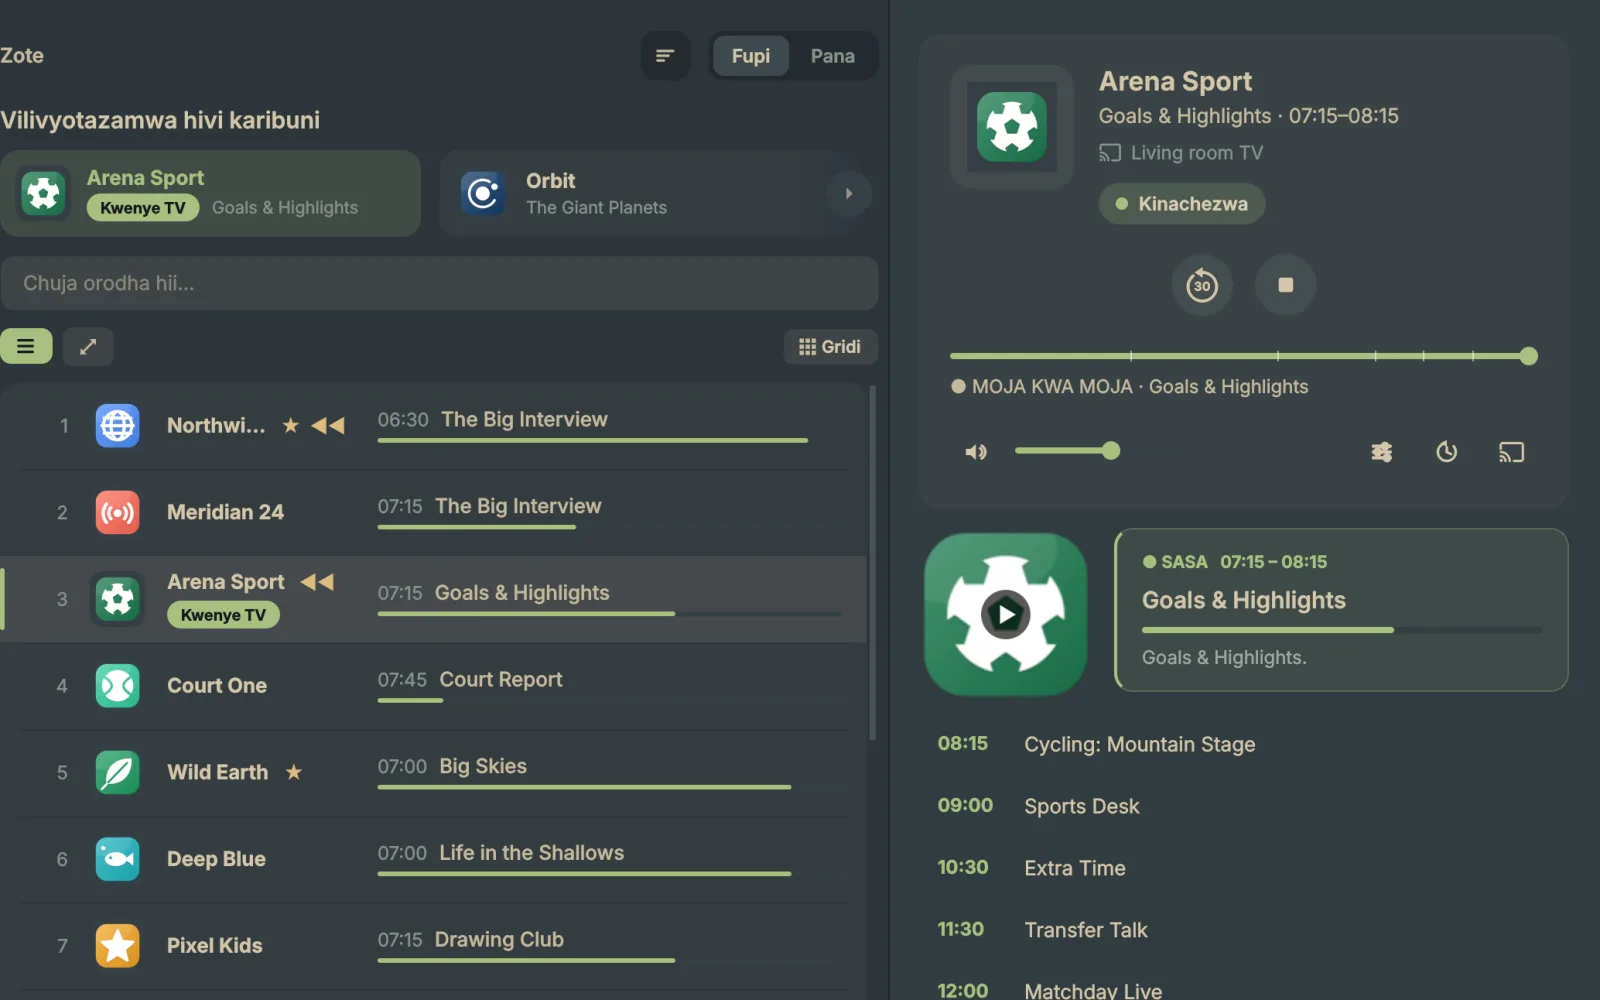 Zote
Fupi
Pana
Vilivyotazamwa hivi karibuni
Arena Sport
Kwenye TV
Goals & Highlights
Orbit
The Giant Planets
Chuja orodha hii...
Gridi
1
Northwi...
06:30
The Big Interview
2
Meridian 24
07:15
The Big Interview
3
Arena Sport
Kwenye TV
07:15
Goals & Highlights
4
Court One
07:45
Court Report
5
Wild Earth
07:00
Big Skies
6
Deep Blue
07:00
Life in the Shallows
7
Pixel Kids
07:15
Drawing Club
Arena Sport
Goals & Highlights · 07:15–08:15
Living room TV
Kinachezwa
30
MOJA KWA MOJA · Goals & Highlights
SASA 07:15 – 08:15
Goals & Highlights
Goals & Highlights.
08:15
Cycling: Mountain Stage
09:00
Sports Desk
10:30
Extra Time
11:30
Transfer Talk
12:00
Matchday Live